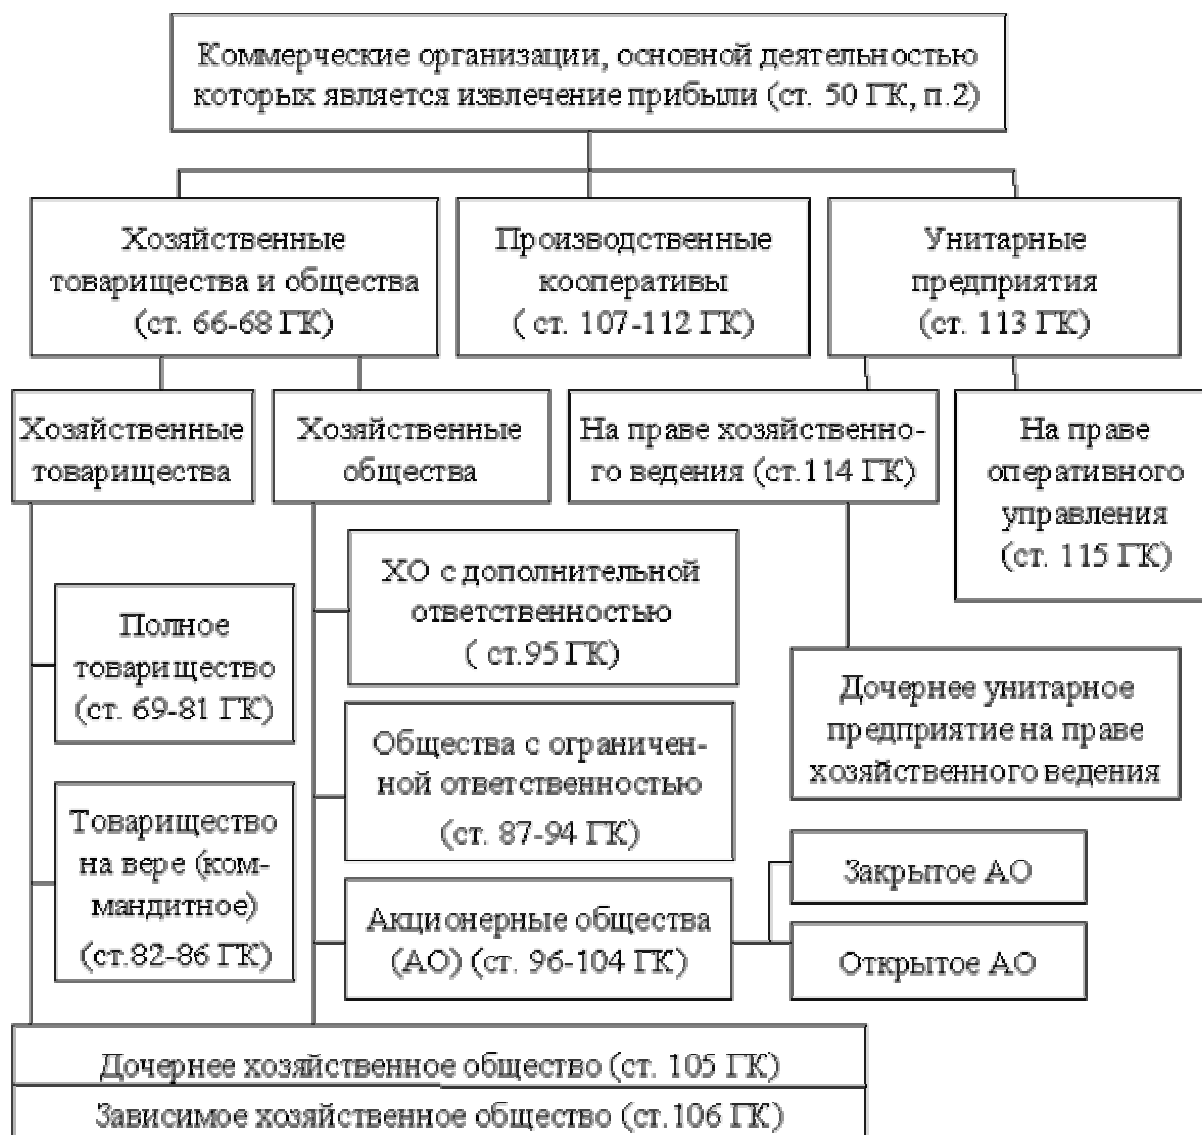 Коммерческие организации, основной деятельностью
которых является извлечение прибыли (ст. 50 ГК, п.2)
Хозяйственные
товарищества и общества
(ст. 66-68 ГК)
Производственные
кооперативы
( ст. 107-112 ГК)
Унитарные
предприятия
(ст. 113 ГК)
Хозяйственные
товарищества
Хозяйственные
общества
На праве хозяйственно-
го ведения (ст.114 ГК)
На праве
оперативного
управления
(ст. 115 ГК)
Полное
товарищество
(ст. 69-81 ГК)
ХО с дополнительной
ответственностью
( ст.95 ГК)
Дочернее унитарное
предприятие на праве
хозяйственного ведения
Общества с ограничен-
ной ответственностью
(ст. 87-94 ГК)
Товарищество
на вере (ком-
мандитное)
(ст.82-86 ГК)
Акционерные общества
(АО) (ст. 96-104 ГК)
Закрытое АО
Открытое АО
Дочернее хозяйственное общество (ст. 105 ГК)
Зависимое хозяйственное общество (ст.106 ГК)